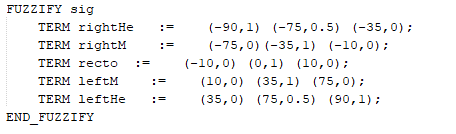 FUZZIFY sig
TERM rightHe := (-90,1) (-75,0.5) (-35,0);
TERM rightM := (-75,0)(-35,1) (-10,0);
TERM recto := (-10,0) (0,1) (10,0);
TERM leftM := (10,0) (35,1) (75,0);
TERM leftHe := (35,0) (75,0.5) (90,1);
END_FUZZIFY